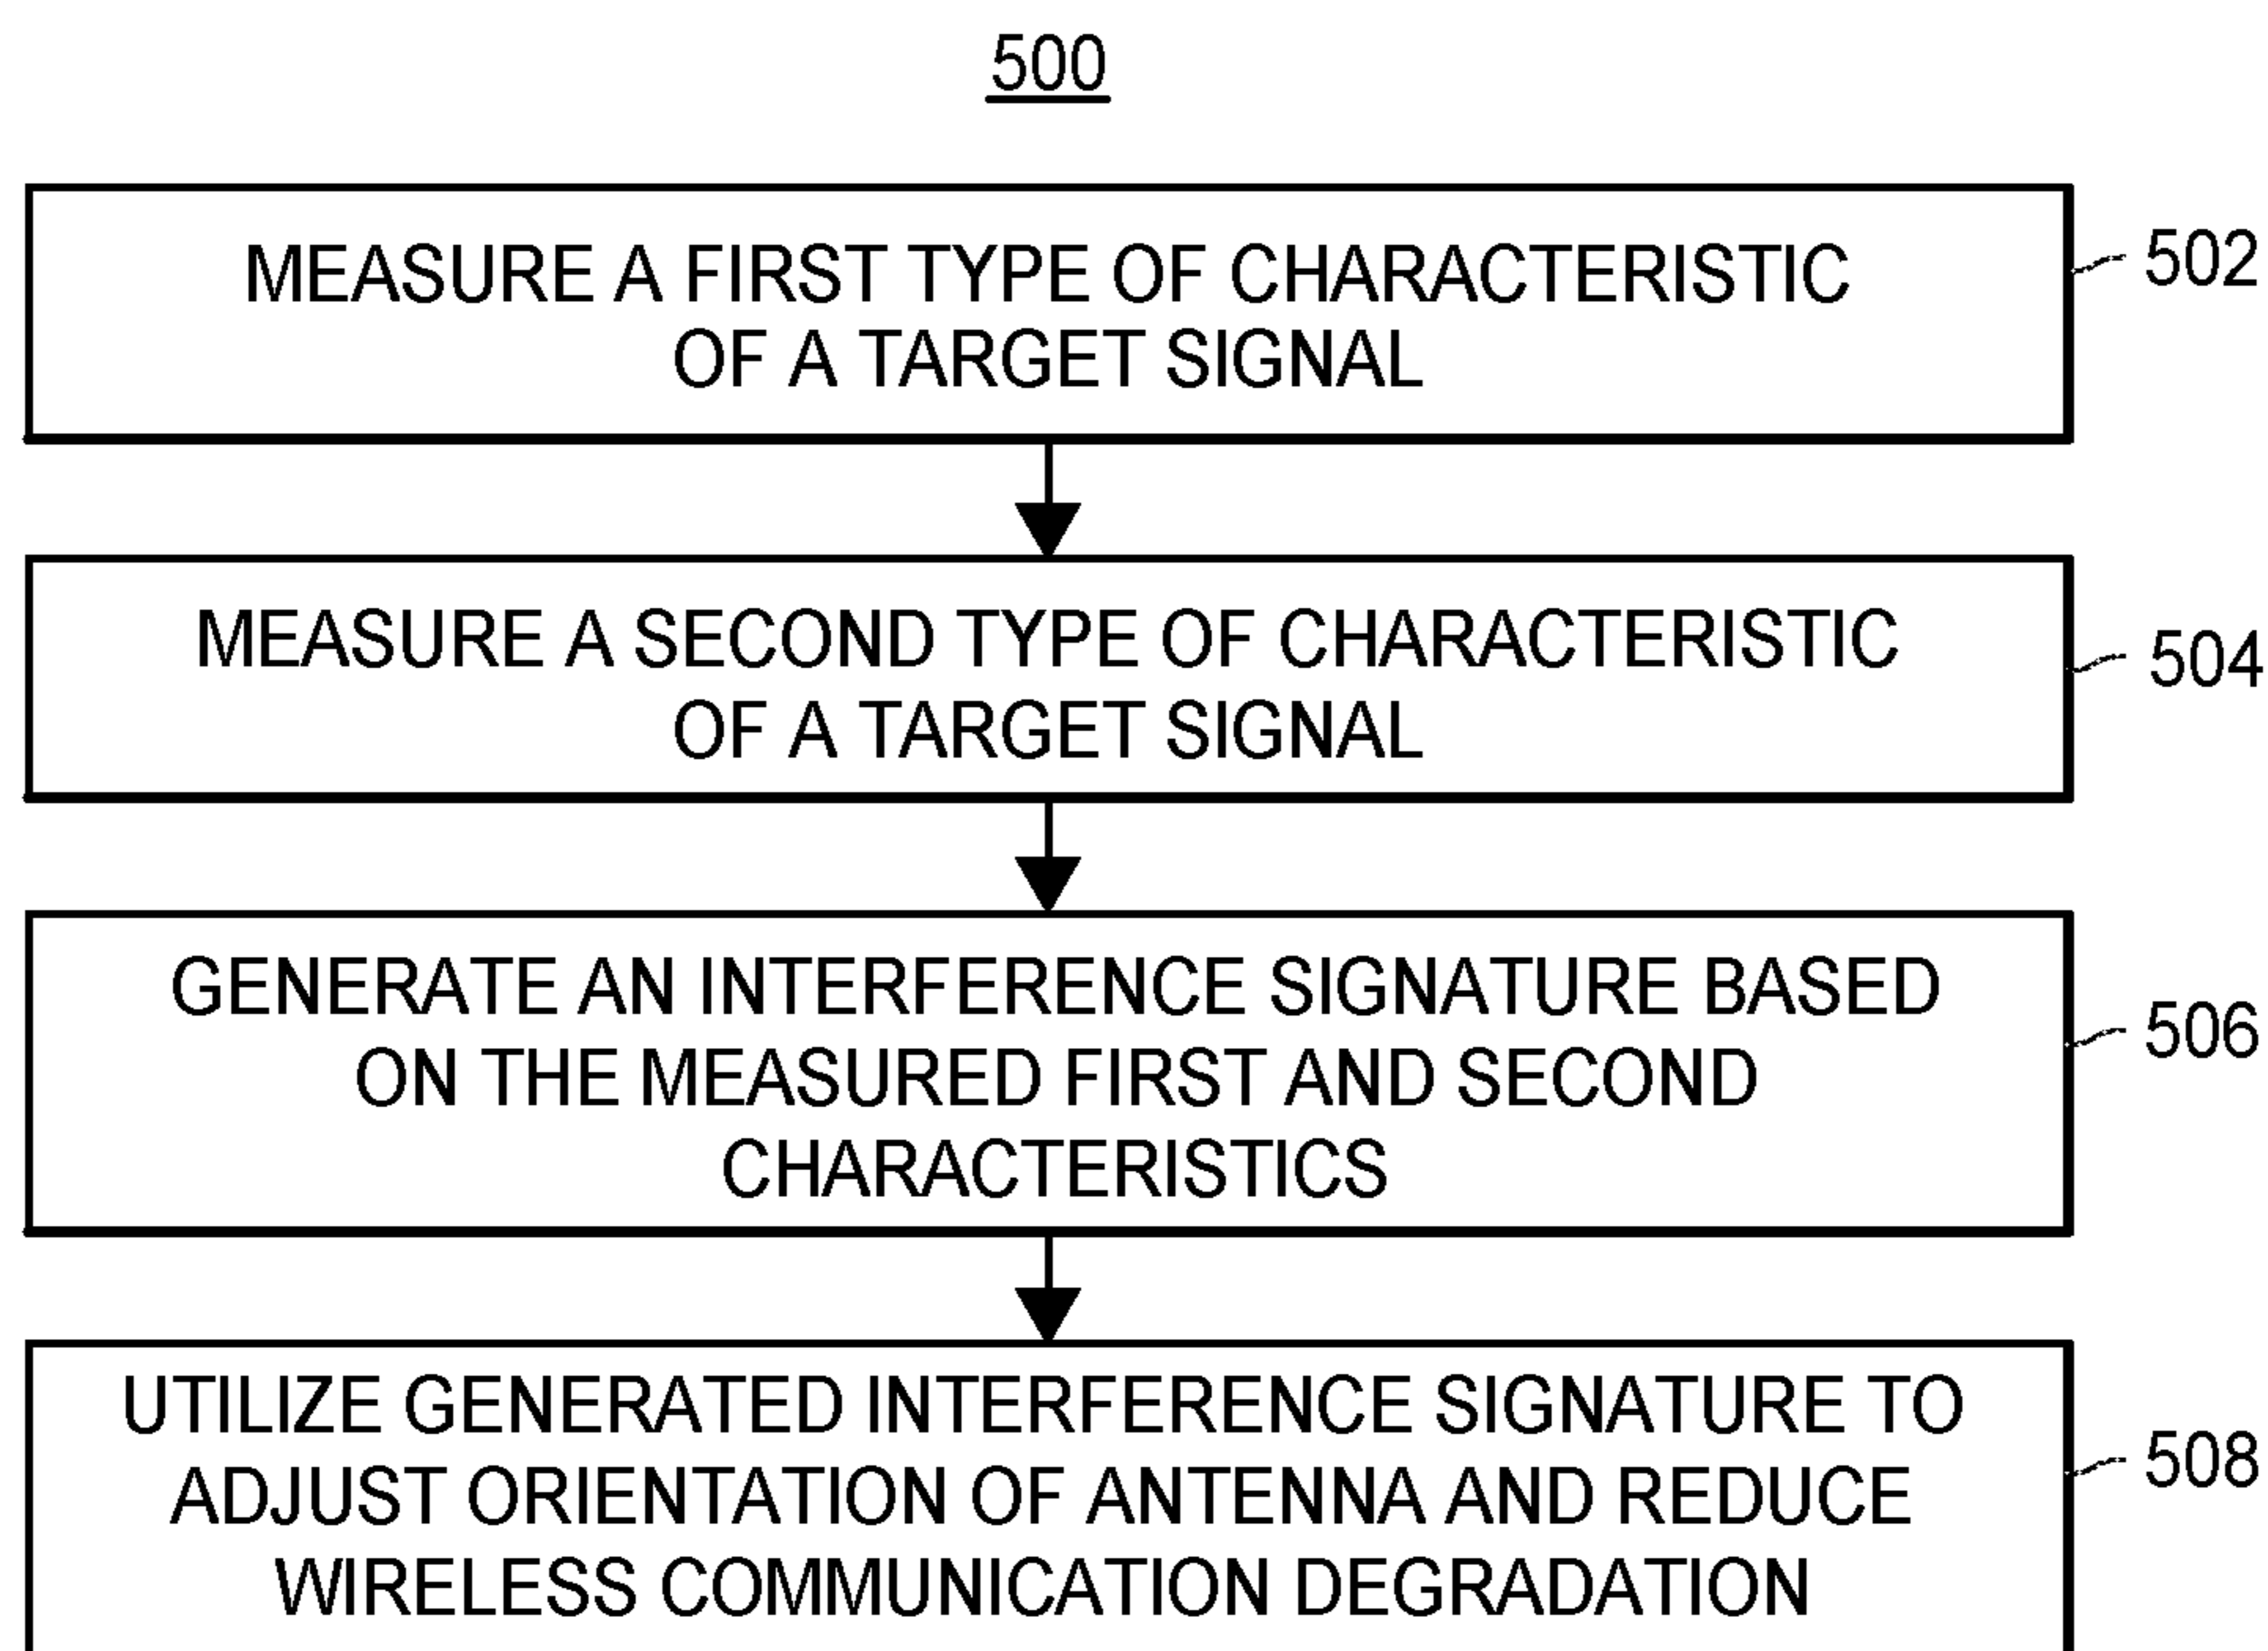 500
MEASURE A FIRST TYPE OF CHARACTERISTIC
OF A TARGET SIGNAL
502
MEASURE A SECOND TYPE OF CHARACTERISTIC
OF A TARGET SIGNAL
504
GENERATE AN INTERFERENCE SIGNATURE BASED
ON THE MEASURED FIRST AND SECOND
CHARACTERISTICS
506
UTILIZE GENERATED INTERFERENCE SIGNATURE TO
ADJUST ORIENTATION OF ANTENNA AND REDUCE
WIRELESS COMMUNICATION DEGRADATION
508